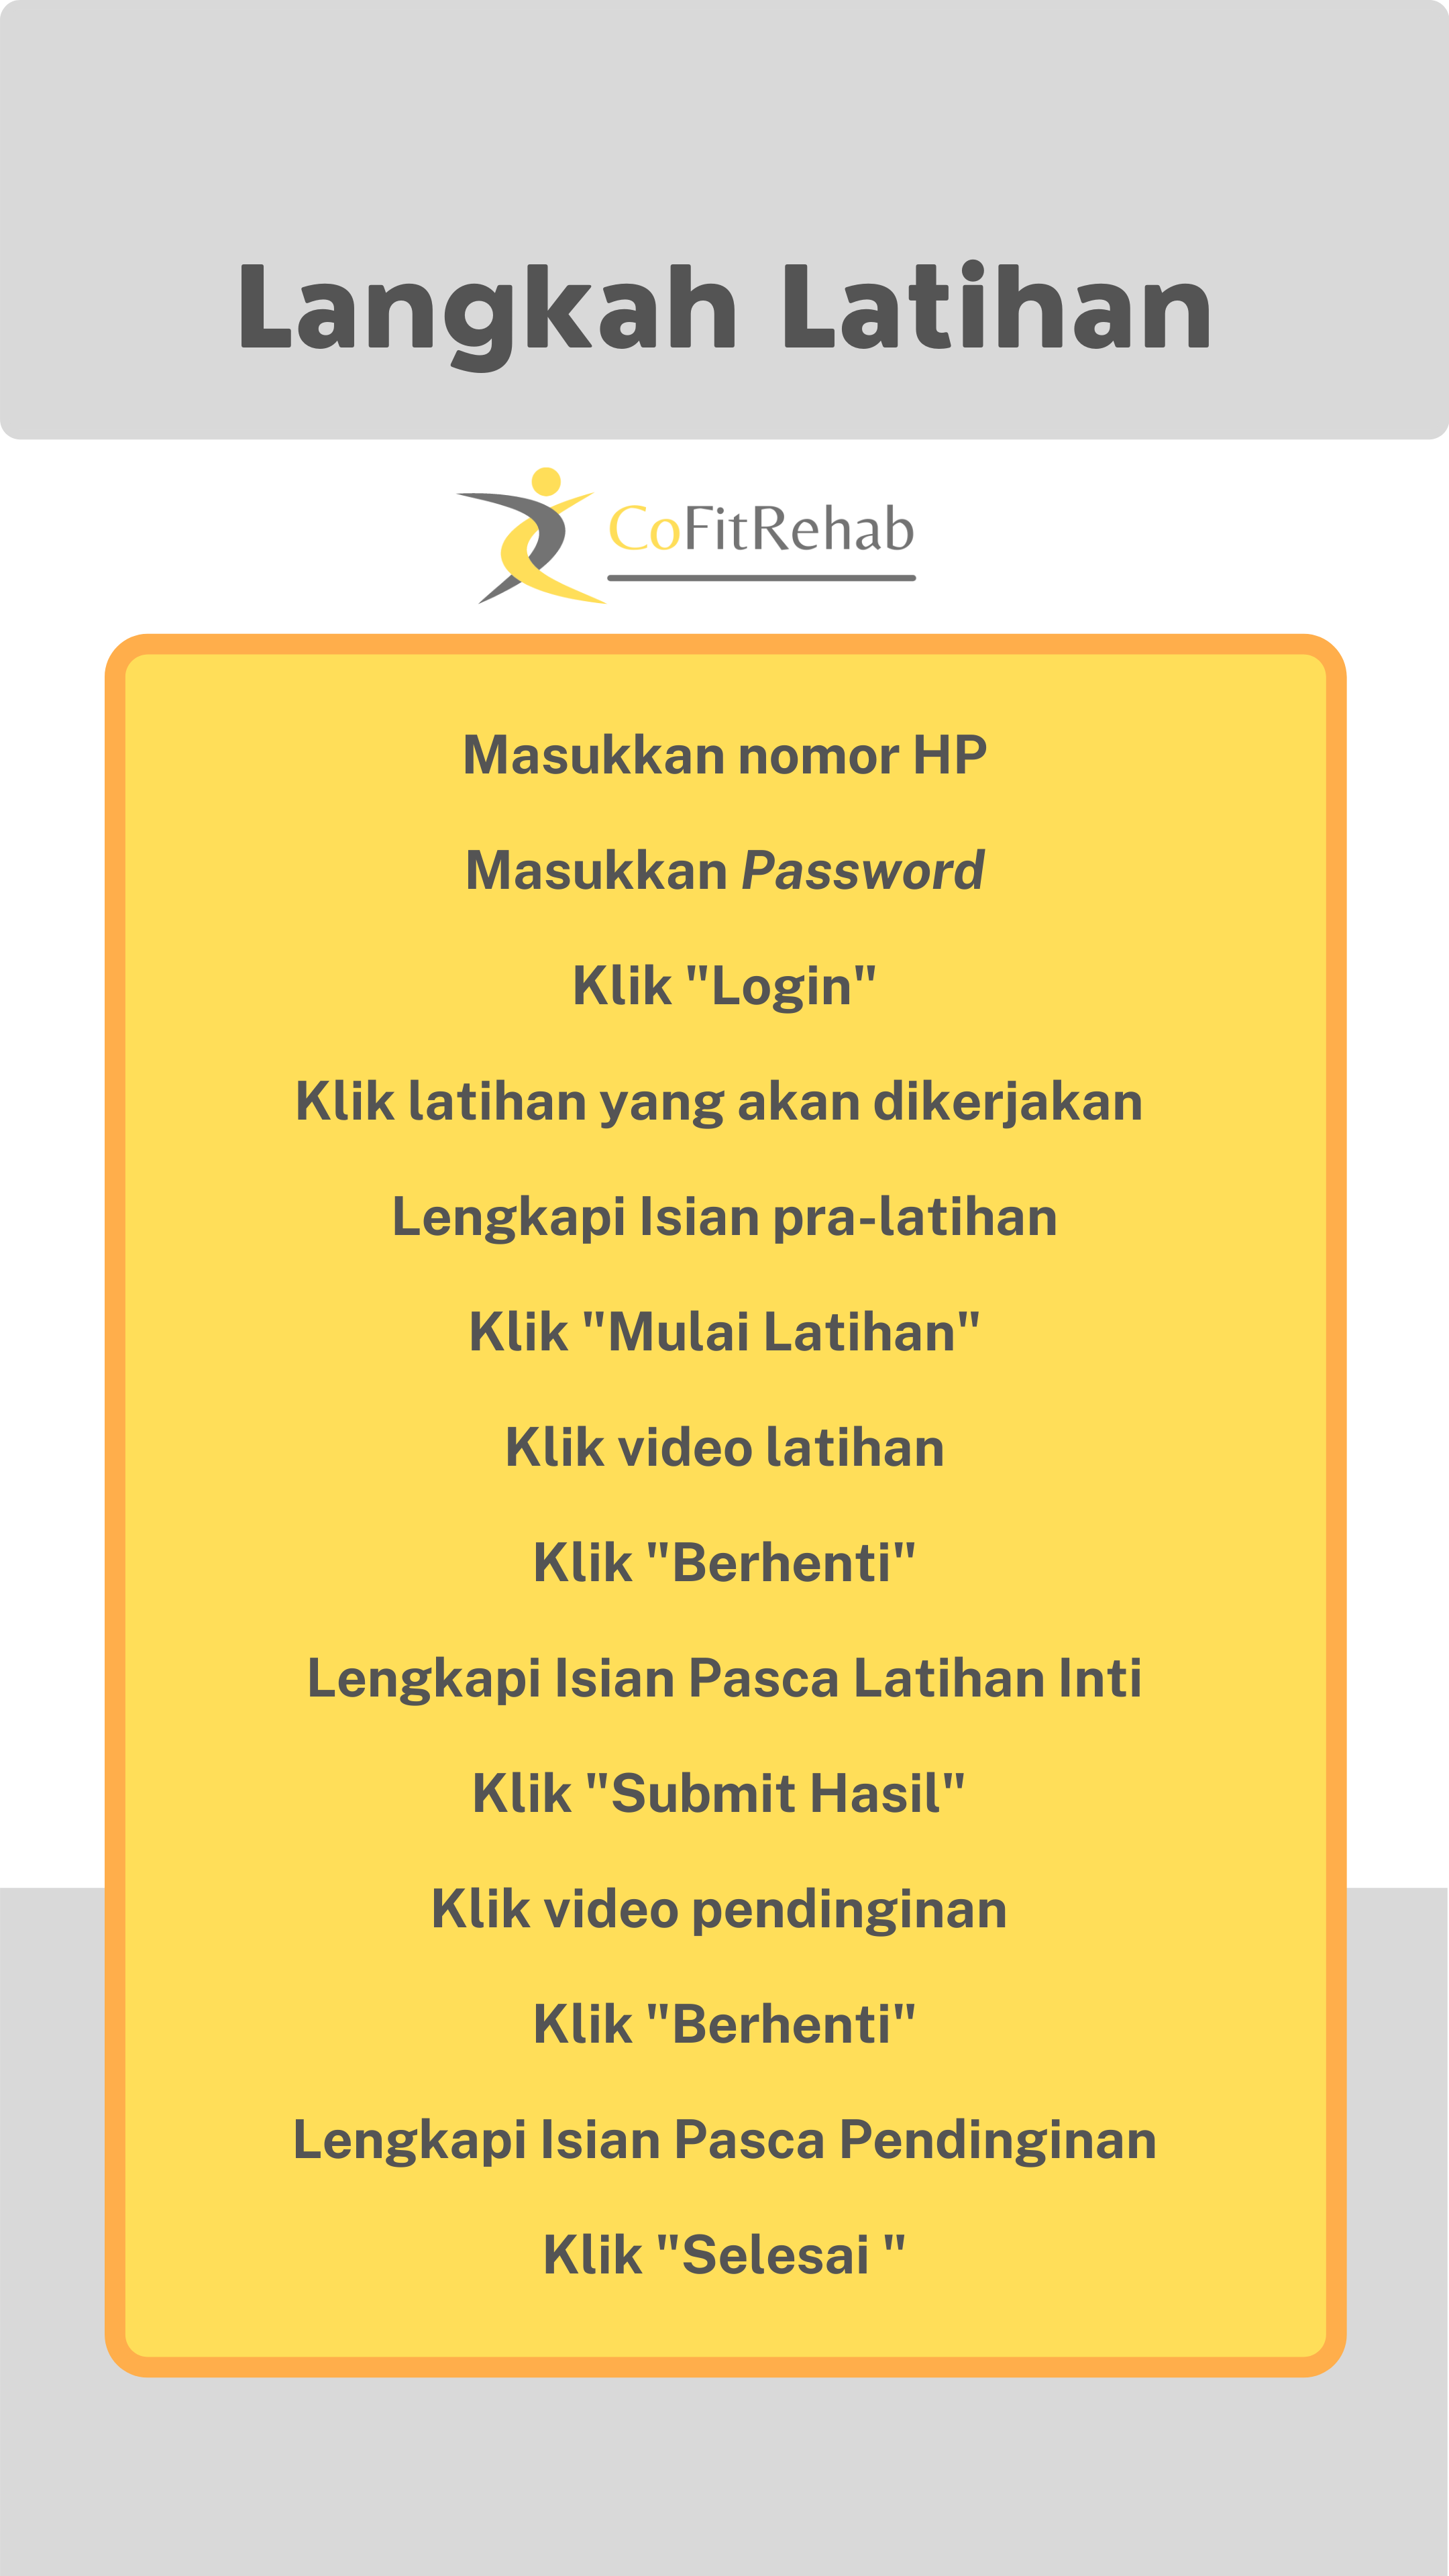 Langkah Latihan
CoFitRehab
Masukkan nomor HP
Masukkan Password
Klik "Login"
Klik latihan yang akan dikerjakan
Lengkapi Isian pra-latihan
Klik "Mulai Latihan"
Klik video latihan
Klik "Berhenti"
Lengkapi Isian Pasca Latihan Inti
Klik "Submit Hasil"
Klik video pendinginan
Klik "Berhenti"
Lengkapi Isian Pasca Pendinginan
Klik "Selesai "